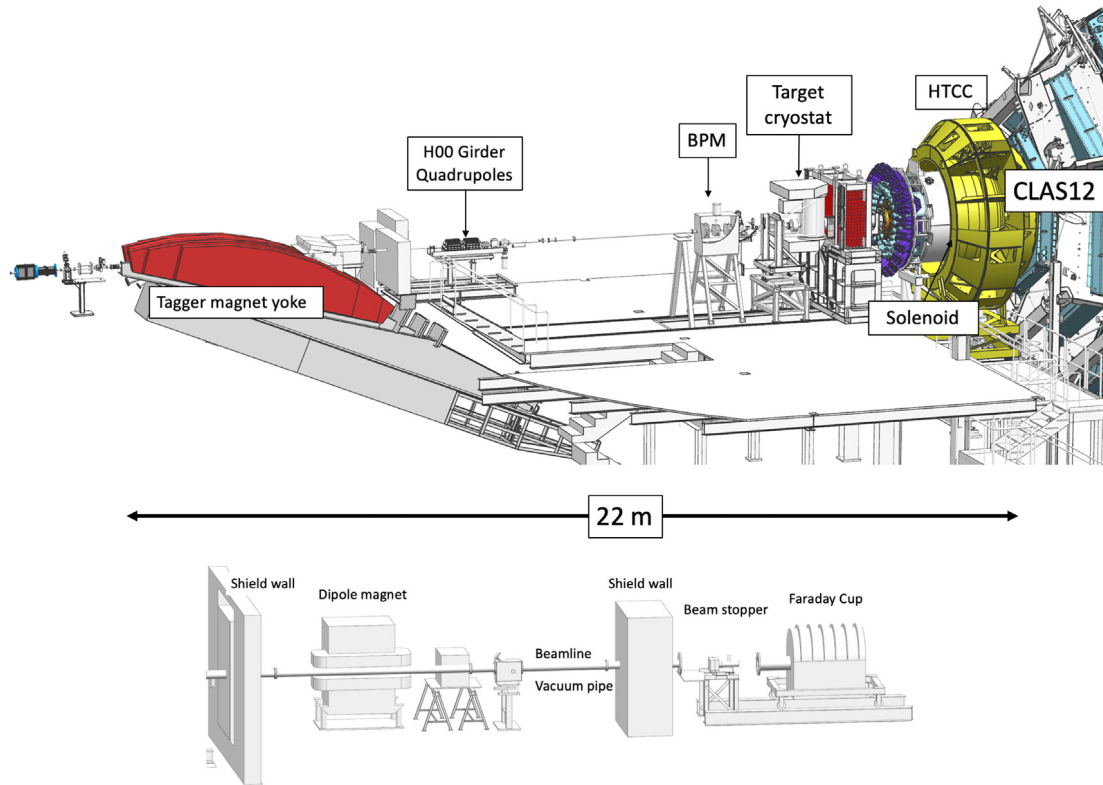 HTCC
Target
cryostat
BPM
H00 Girder
Quadrupoles
CLAS12
Tagger magnet yoke
Solenoid
22 m
Shield wall
Dipole magnet
Shield wall
Beam stopper
Faraday Cup
Beamline
Vacuum pipe